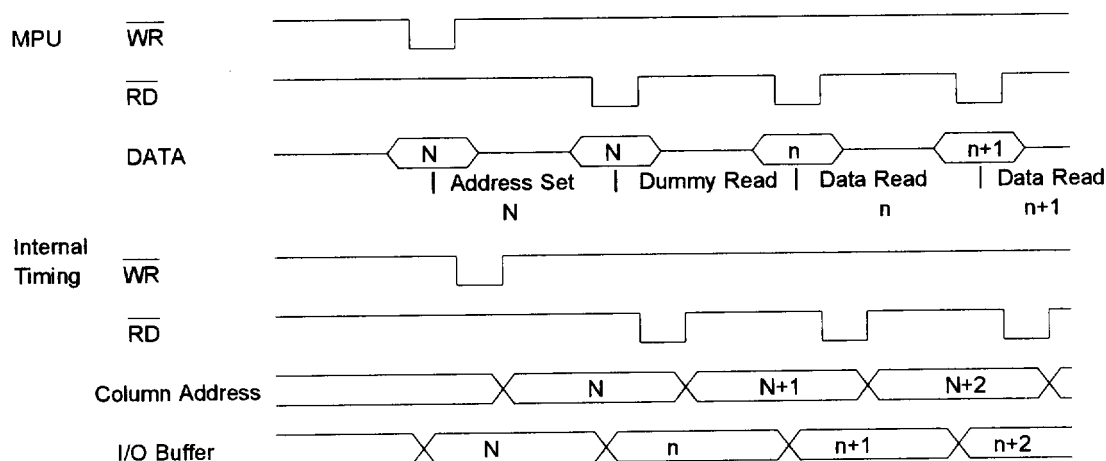 MPU WR
RD
DATA N N n n+1
Address Set Dummy Read Data Read Data Read
N n n+1
Internal
Timing WR
RD
Column Address N N+1 N+2
I/O Buffer N n n+1 n+2